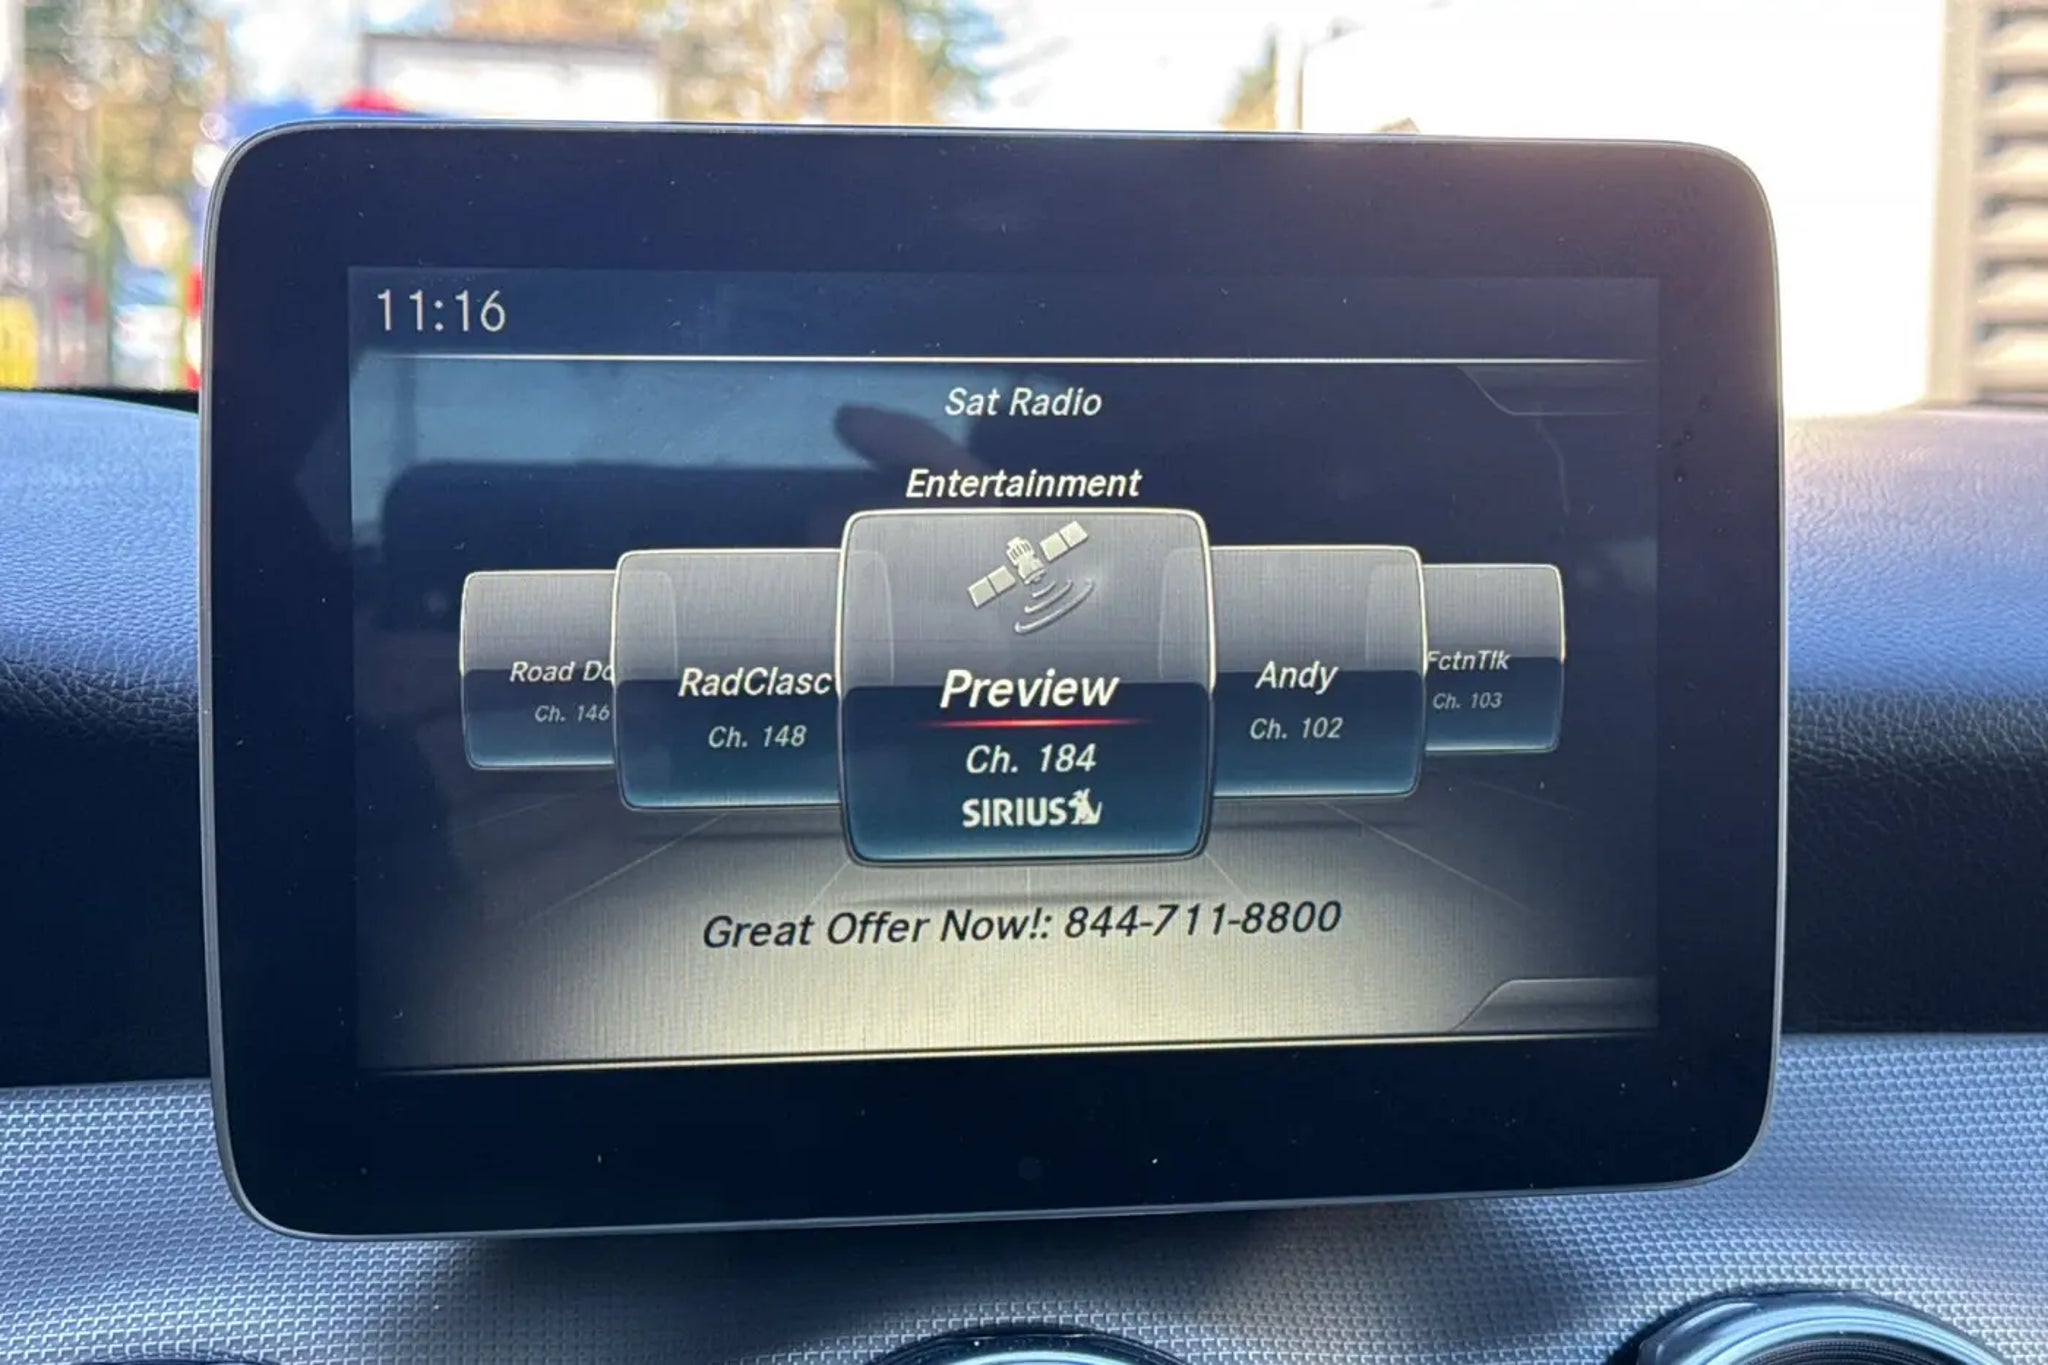 11:16
Sat Radio
Entertainment
Road Do
Ch. 146
RadClasc
Ch. 148
Preview
Ch. 184
SIRIUS
Andy
Ch. 102
FctnTlk
Ch. 103
Great Offer Now!: 844-711-8800